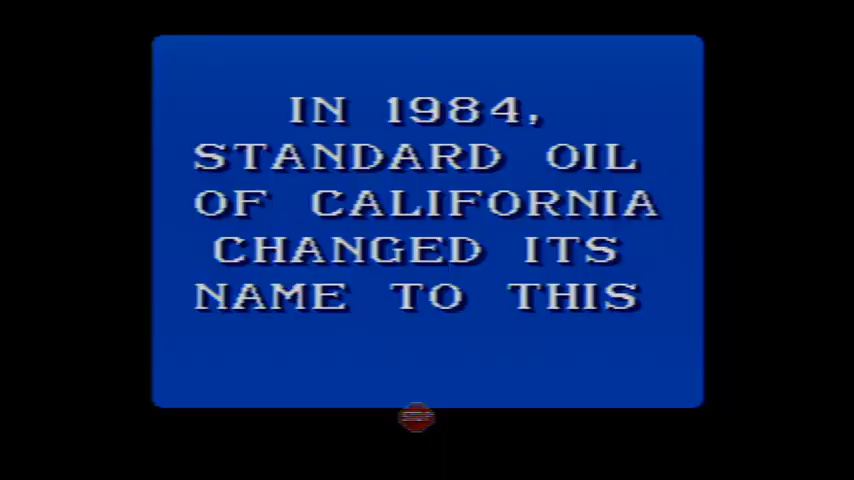 IN 1984,
STANDARD OIL
OF CALIFORNIA
CHANGED ITS
NAME TO THIS